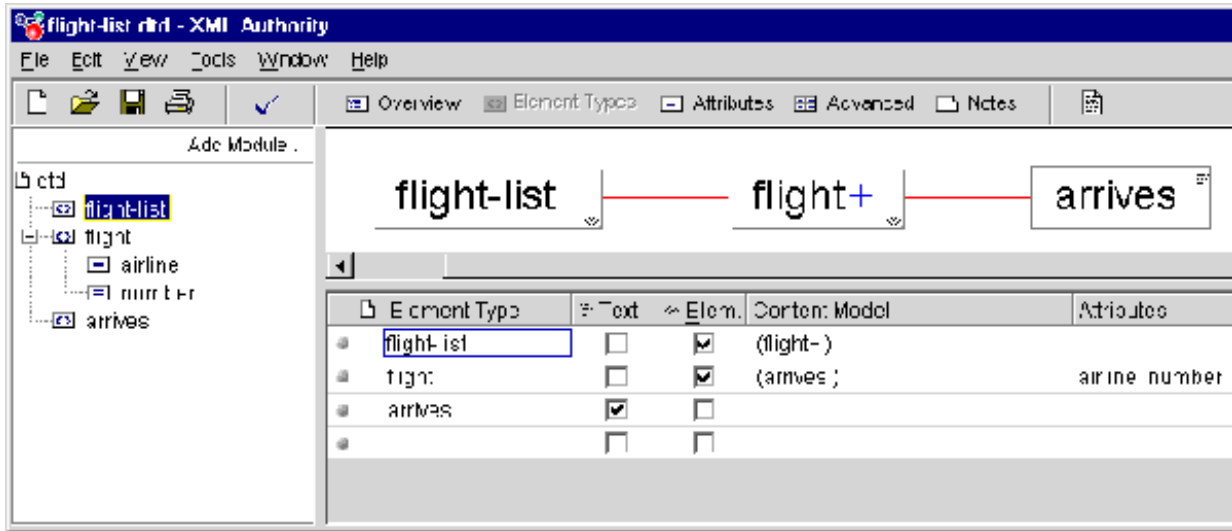 flight-list dtd - XML Authority
File Edit View Tools Window Help
Overview Element Types Attributes Advanced Notes
Add Module .
dtd
flight-list
flight
airline
number
arrives
flight-list flight+ arrives
Element Type Text Elem. Content Model Attributes
flight-list (flight+)
flight (arrives) airline number
arrives